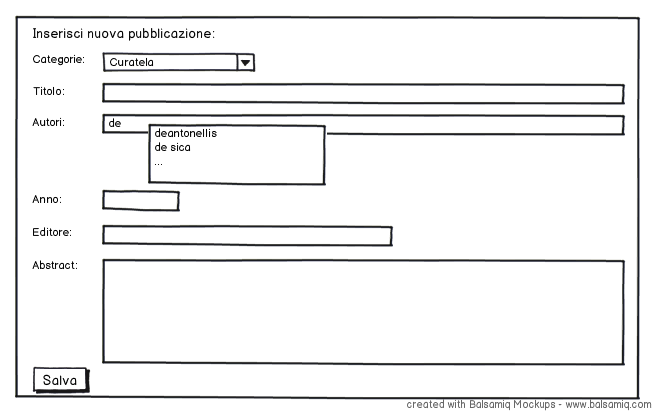 Inserisci nuova pubblicazione:
Categorie: Curatela
Titolo:
Autori: de
deantonellis
de sica
...
Anno:
Editore:
Abstract:
Salva
created with Balsamiq Mockups - www.balsamiq.com